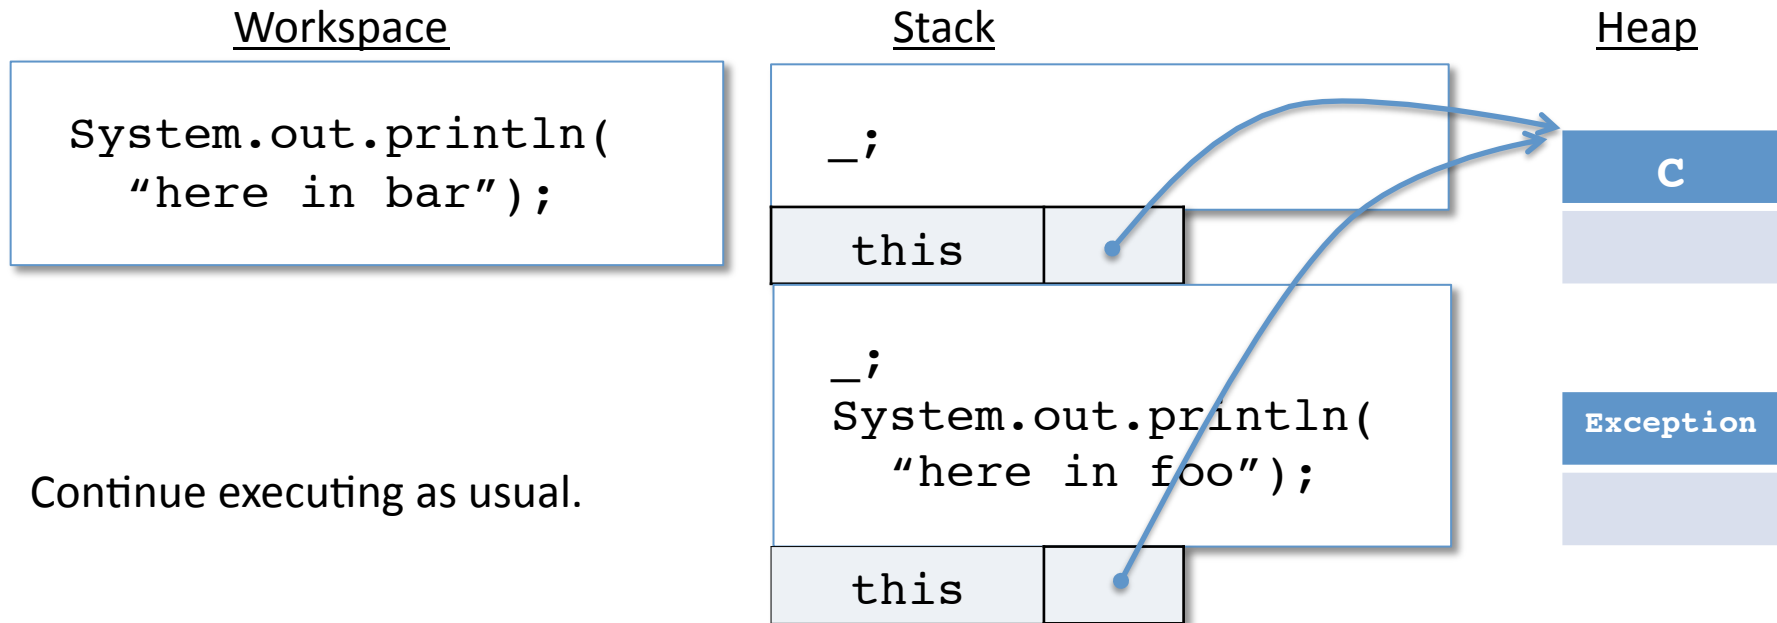 Workspace
System.out.println(
“here in bar”);
Continue executing as usual.
Stack
_;
this
_;
System.out.println(
“here in foo”);
this
Heap
C
Exception